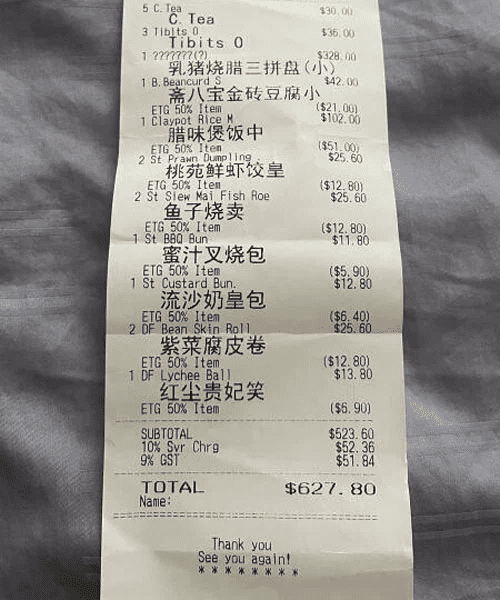 5 C.Tea $30.00
C.Tea
3 Tibits O $36.00
Tibits O
1 ???????(?) $328.00
乳猪烧腊三拼盘(小)
1 B.Beancurd S $42.00
斋八宝金砖豆腐小
ETG 50% Item ($21.00)
1 Claypot Rice M $102.00
腊味煲饭中
ETG 50% Item ($51.00)
2 St Prawn Dumpling $25.60
桃苑鲜虾饺皇
ETG 50% Item ($12.80)
2 St Siew Mai Fish Roe $25.60
鱼子烧卖
ETG 50% Item ($12.80)
1 St BBQ Bun $11.80
蜜汁叉烧包
ETG 50% Item ($5.90)
1 St Custard Bun. $12.80
流沙奶皇包
ETG 50% Item ($6.40)
2 DF Bean Skin Roll $25.60
紫菜腐皮卷
ETG 50% Item ($12.80)
1 DF Lychee Ball $13.80
红尘贵妃笑
ETG 50% Item ($6.90)
SUBTOTAL $523.60
10% Svr Chrg $52.36
9% GST $51.84
TOTAL $627.80
Name:
Thank you
See you again!
* * * * * * * *